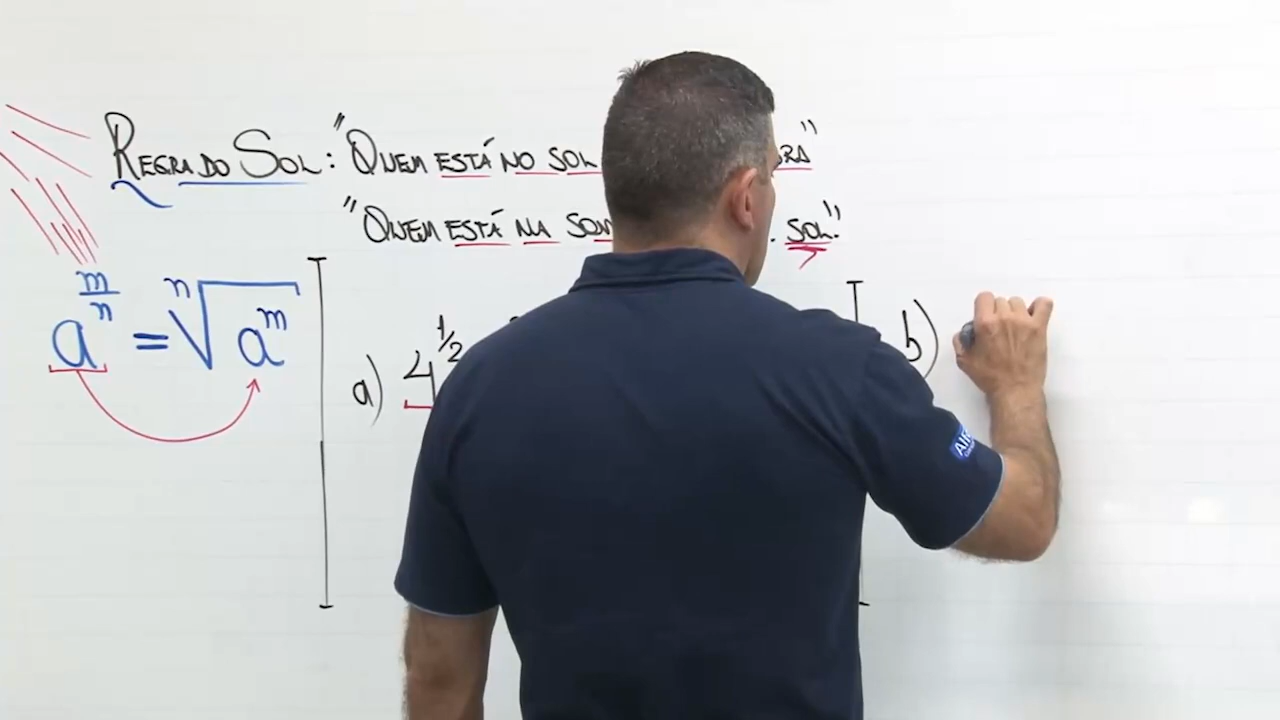 Regra do Sol: "Quem está no sol
"Quem está na som sol."
a^(m/n) = ⁿ√(a^m)
a) 4^(1/2)
b)